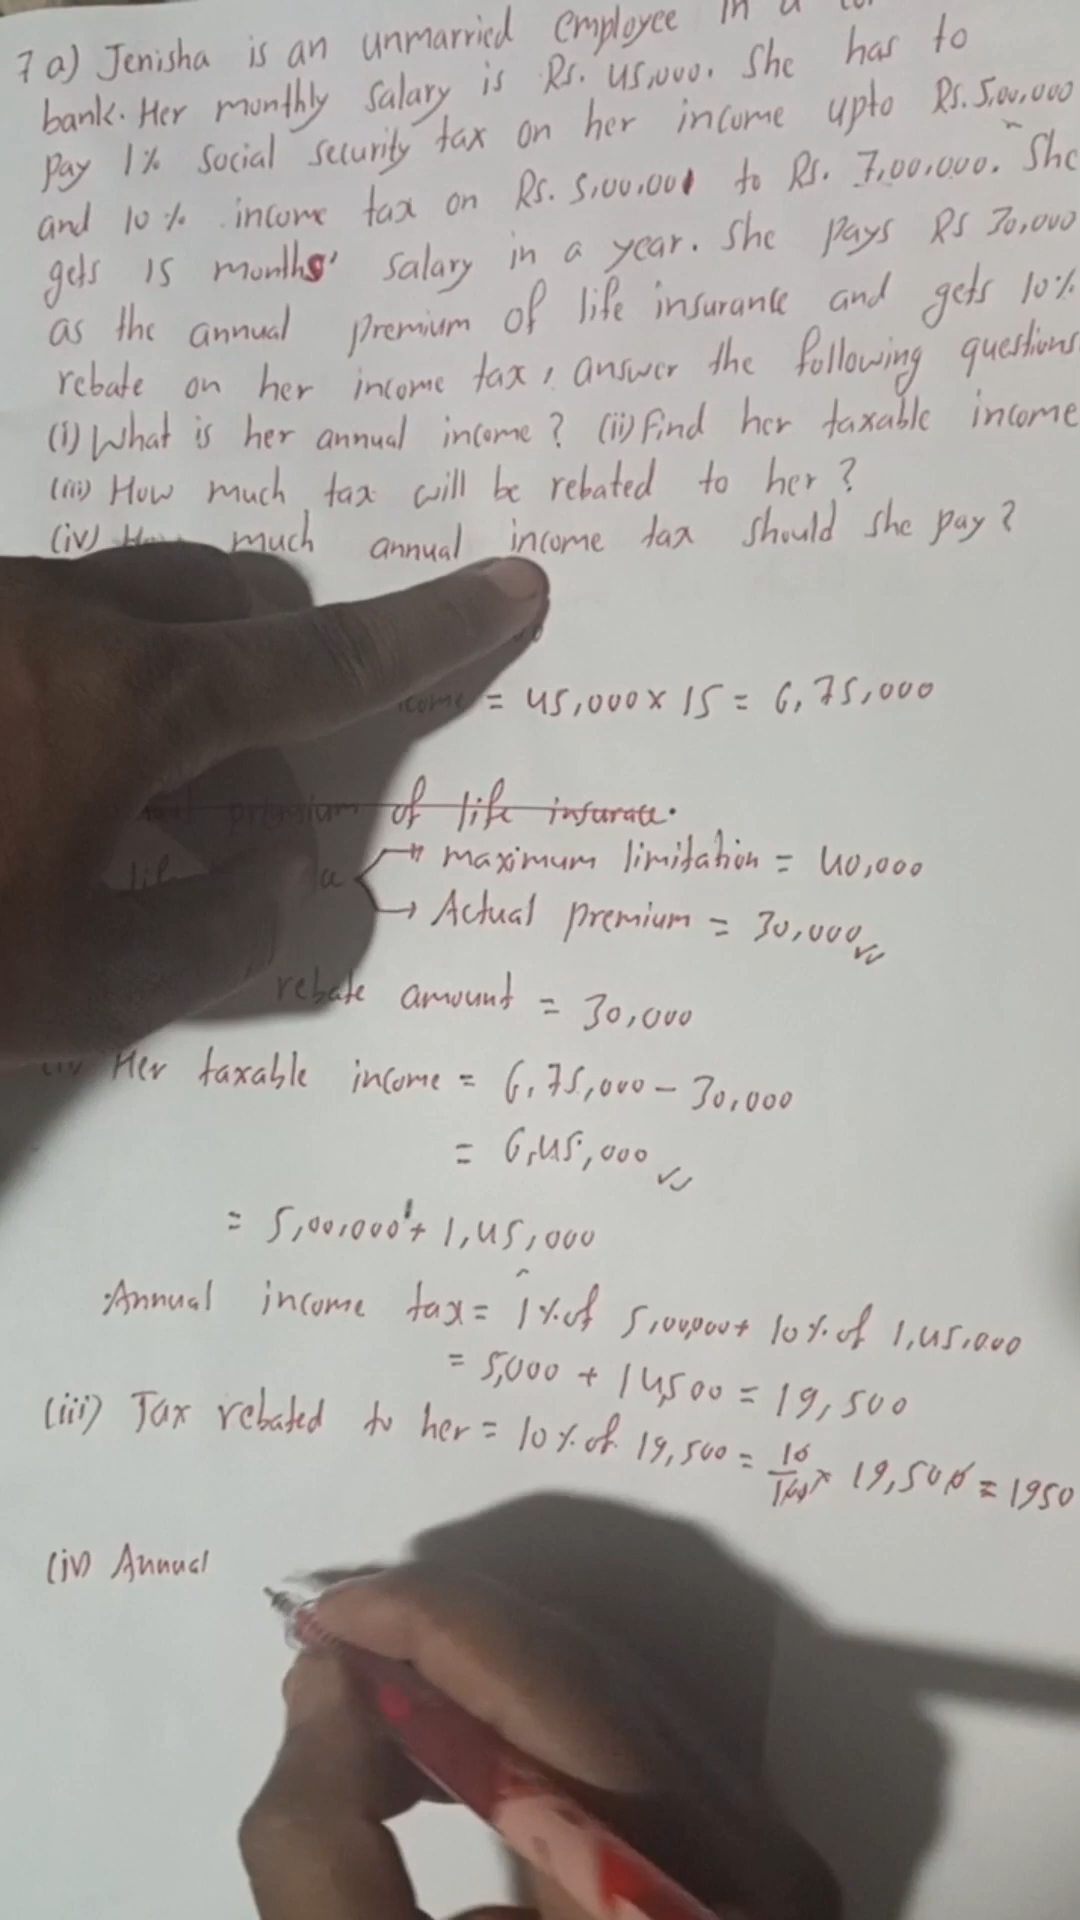 7 a) Jenisha is an unmarried employee in a
bank. Her monthly salary is Rs. 45,000. She has to
pay 1% social security tax on her income upto Rs. 5,00,000
and 10% income tax on Rs. 5,00,001 to Rs. 7,00,000. She
gets 15 months' salary in a year. She pays RS 30,000
as the annual premium of life insurance and gets 10%
rebate on her income tax, answer the following questions
(i) What is her annual income? (ii) Find her taxable income
(iii) How much tax will be rebated to her?
(iv) How much annual income tax should she pay?
come = 45,000 x 15 = 6,75,000
of life insurace.
→ maximum limitation = 40,000
→ Actual premium = 30,000
rebate amount = 30,000
(ii) Her taxable income = 6,75,000 - 30,000
= 6,45,000
= 5,00,000 + 1,45,000
Annual income tax = 1% of 5,00,000 + 10% of 1,45,000
= 5,000 + 14,500 = 19,500
(iii) Tax rebated to her = 10% of 19,500 = 10/100 x 19,500 = 1950
(iv) Annual